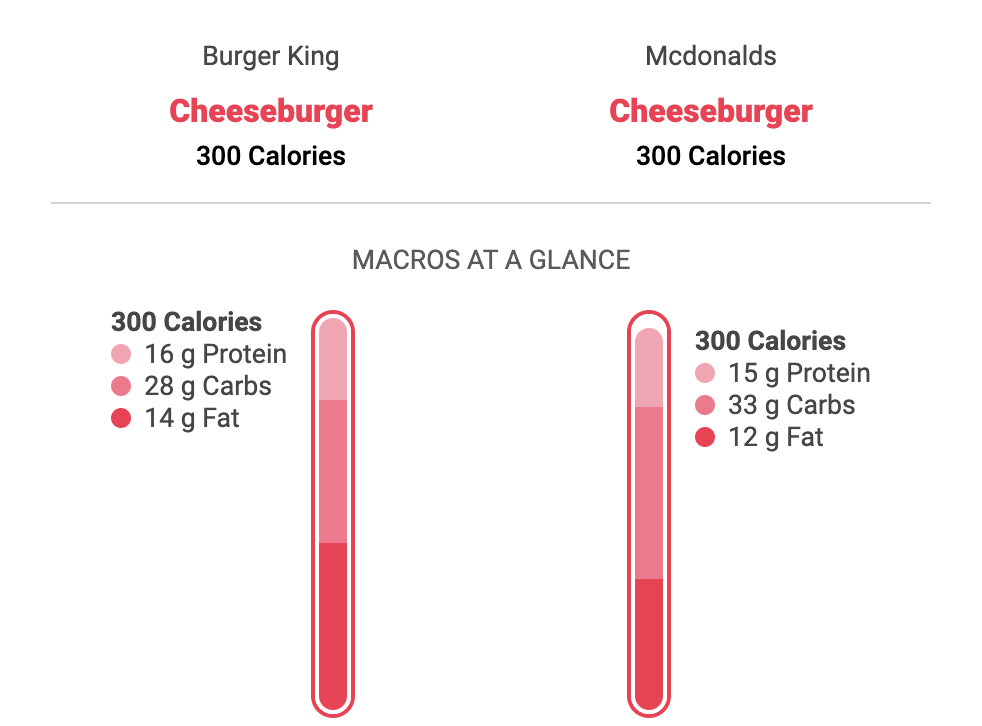 Burger King
Mcdonalds
Cheeseburger
Cheeseburger
300 Calories
300 Calories
MACROS AT A GLANCE
300 Calories
16 g Protein
28 g Carbs
14 g Fat
300 Calories
15 g Protein
33 g Carbs
12 g Fat